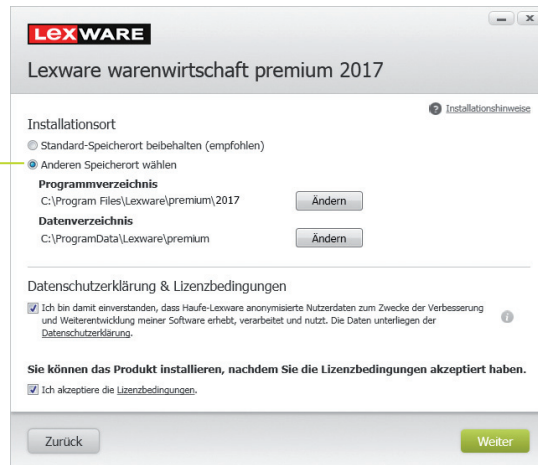 LEXWARE
Lexware warenwirtschaft premium 2017
Installationshinweise
Installationsort
Standard-Speicherort beibehalten (empfohlen)
Anderen Speicherort wählen
Programmverzeichnis
C:\Program Files\Lexware\premium\2017
Ändern
Datenverzeichnis
C:\ProgramData\Lexware\premium
Ändern
Datenschutzerklärung & Lizenzbedingungen
Ich bin damit einverstanden, dass Haufe-Lexware anonymisierte Nutzerdaten zum Zwecke der Verbesserung
und Weiterentwicklung meiner Software erhebt, verarbeitet und nutzt. Die Daten unterliegen der
Datenschutzerklärung.
Sie können das Produkt installieren, nachdem Sie die Lizenzbedingungen akzeptiert haben.
Ich akzeptiere die Lizenzbedingungen.
Zurück
Weiter